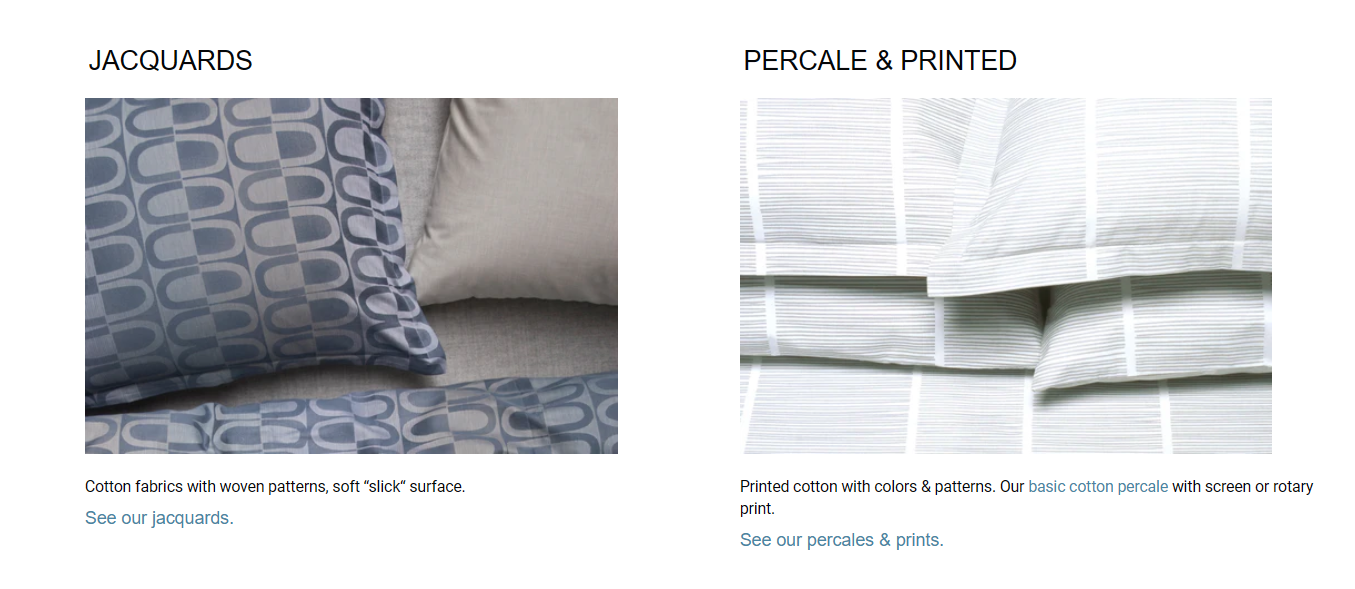 JACQUARDS
Cotton fabrics with woven patterns, soft “slick“ surface.
See our jacquards.
PERCALE & PRINTED
Printed cotton with colors & patterns. Our basic cotton percale with screen or rotary
print.
See our percales & prints.